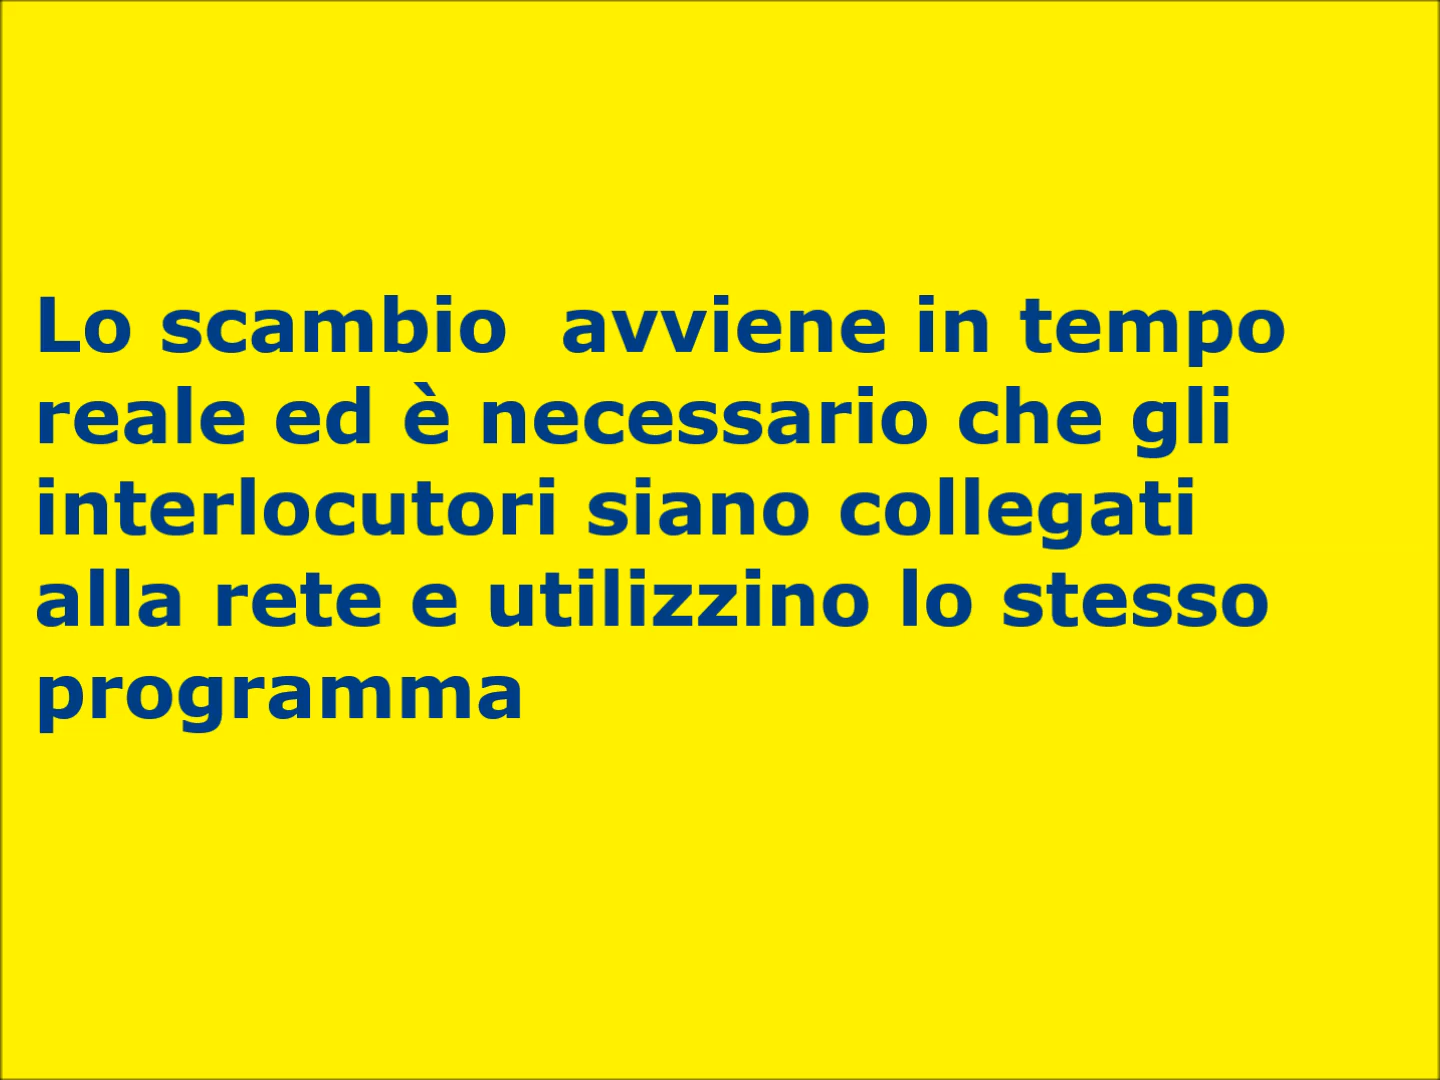 Lo scambio  avviene in tempo
reale ed è necessario che gli
interlocutori siano collegati
alla rete e utilizzino lo stesso
programma